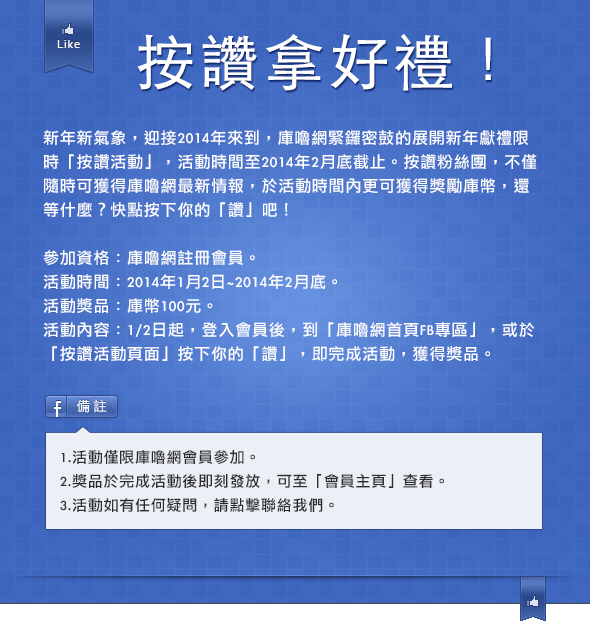 Like
按讚拿好禮！
新年新氣象，迎接2014年來到，庫嚕網緊鑼密鼓的展開新年獻禮限
時「按讚活動」，活動時間至2014年2月底截止。按讚粉絲團，不僅
隨時可獲得庫嚕網最新情報，於活動時間內更可獲得獎勵庫幣，還
等什麼？快點按下你的「讚」吧！
參加資格：庫嚕網註冊會員。
活動時間：2014年1月2日~2014年2月底。
活動獎品：庫幣100元。
活動內容：1/2日起，登入會員後，到「庫嚕網首頁FB專區」，或於
「按讚活動頁面」按下你的「讚」，即完成活動，獲得獎品。
f 備註
1.活動僅限庫嚕網會員參加。
2.獎品於完成活動後即刻發放，可至「會員主頁」查看。
3.活動如有任何疑問，請點擊聯絡我們。